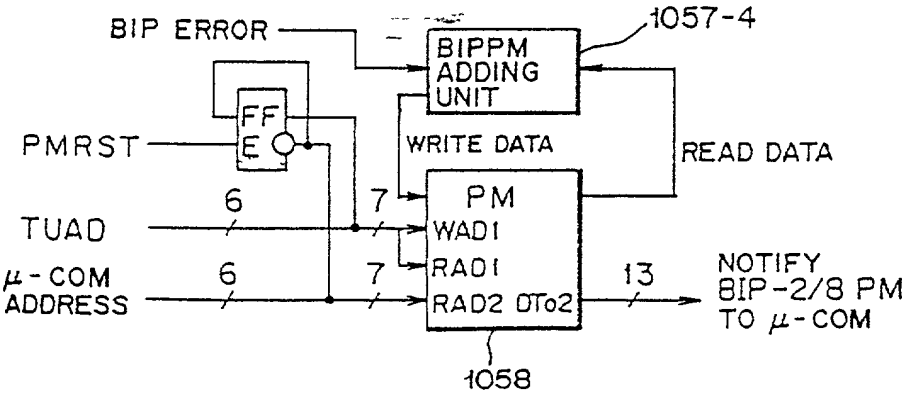 1057-4
BIP ERROR
BIPPM
ADDING
UNIT
FF
E
PMRST
WRITE DATA
READ DATA
PM
6
7
TUAD
WAD1
RAD1
μ-COM
ADDRESS
6
7
RAD2 DTo2
13
NOTIFY
BIP-2/8 PM
TO μ-COM
1058